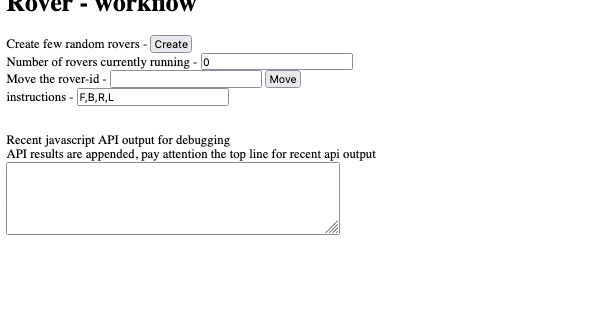 Rover - workflow
Create few random rovers - Create
Number of rovers currently running - 0
Move the rover-id - Move
instructions - F,B,R,L
Recent javascript API output for debugging
API results are appended, pay attention the top line for recent api output